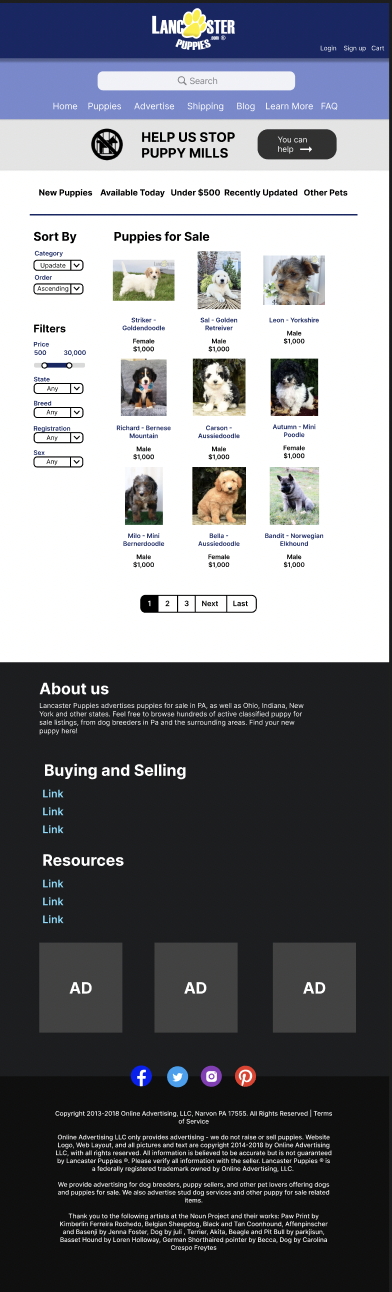 LANCASTER
PUPPIES
.com ®
Login Sign up Cart
Search
Home Puppies Advertise Shipping Blog Learn More FAQ
HELP US STOP
PUPPY MILLS
You can
help
New Puppies Available Today Under $500 Recently Updated Other Pets
Sort By
Category
Upadate
Order
Ascending
Filters
Price
500 30,000
State
Any
Breed
Any
Registration
Any
Sex
Any
Puppies for Sale
Striker -
Goldendoodle
Female
$1,000
Sal - Golden
Retreiver
Male
$1,000
Leon - Yorkshire
Male
$1,000
Richard - Bernese
Mountain
Male
$1,000
Carson -
Aussiedoodle
Male
$1,000
Autumn - Mini
Poodle
Female
$1,000
Milo - Mini
Bernerdoodle
Male
$1,000
Bella -
Aussiedoodle
Female
$1,000
Bandit - Norwegian
Elkhound
Male
$1,000
1 2 3 Next Last
About us
Lancaster Puppies advertises puppies for sale in PA, as well as Ohio, Indiana, New
York and other states. Feel free to browse hundreds of active classified puppy for
sale listings, from dog breeders in Pa and the surrounding areas. Find your new
puppy here!
Buying and Selling
Link
Link
Link
Resources
Link
Link
Link
AD AD AD
Copyright 2013-2018 Online Advertising, LLC, Narvon PA 17555. All Rights Reserved | Terms
of Service
Online Advertising LLC only provides advertising - we do not raise or sell puppies. Website
Logo, Web Layout, and all pictures and text are copyright 2014-2018 by Online Advertising
LLC, with all rights reserved. All information is believed to be accurate but is not guaranteed
by Lancaster Puppies ®. Please verify all information with the seller. Lancaster Puppies ® is
a federally registered trademark owned by Online Advertising, LLC.
We provide advertising for dog breeders, puppy sellers, and other pet lovers offering dogs
and puppies for sale. We also advertise stud dog services and other puppy for sale related
items.
Thank you to the following artists at the Noun Project and their works: Paw Print by
Kimberlin Ferreira Rochedo, Belgian Sheepdog, Black and Tan Coonhound, Affenpinscher
and Basenji by Jenna Foster, Dog by juli , Terrier, Akita, Beagle and Pit Bull by parkjisun,
Basset Hound by Loren Holloway, German Shorthaired pointer by Becca, Dog by Carolina
Crespo Freytes